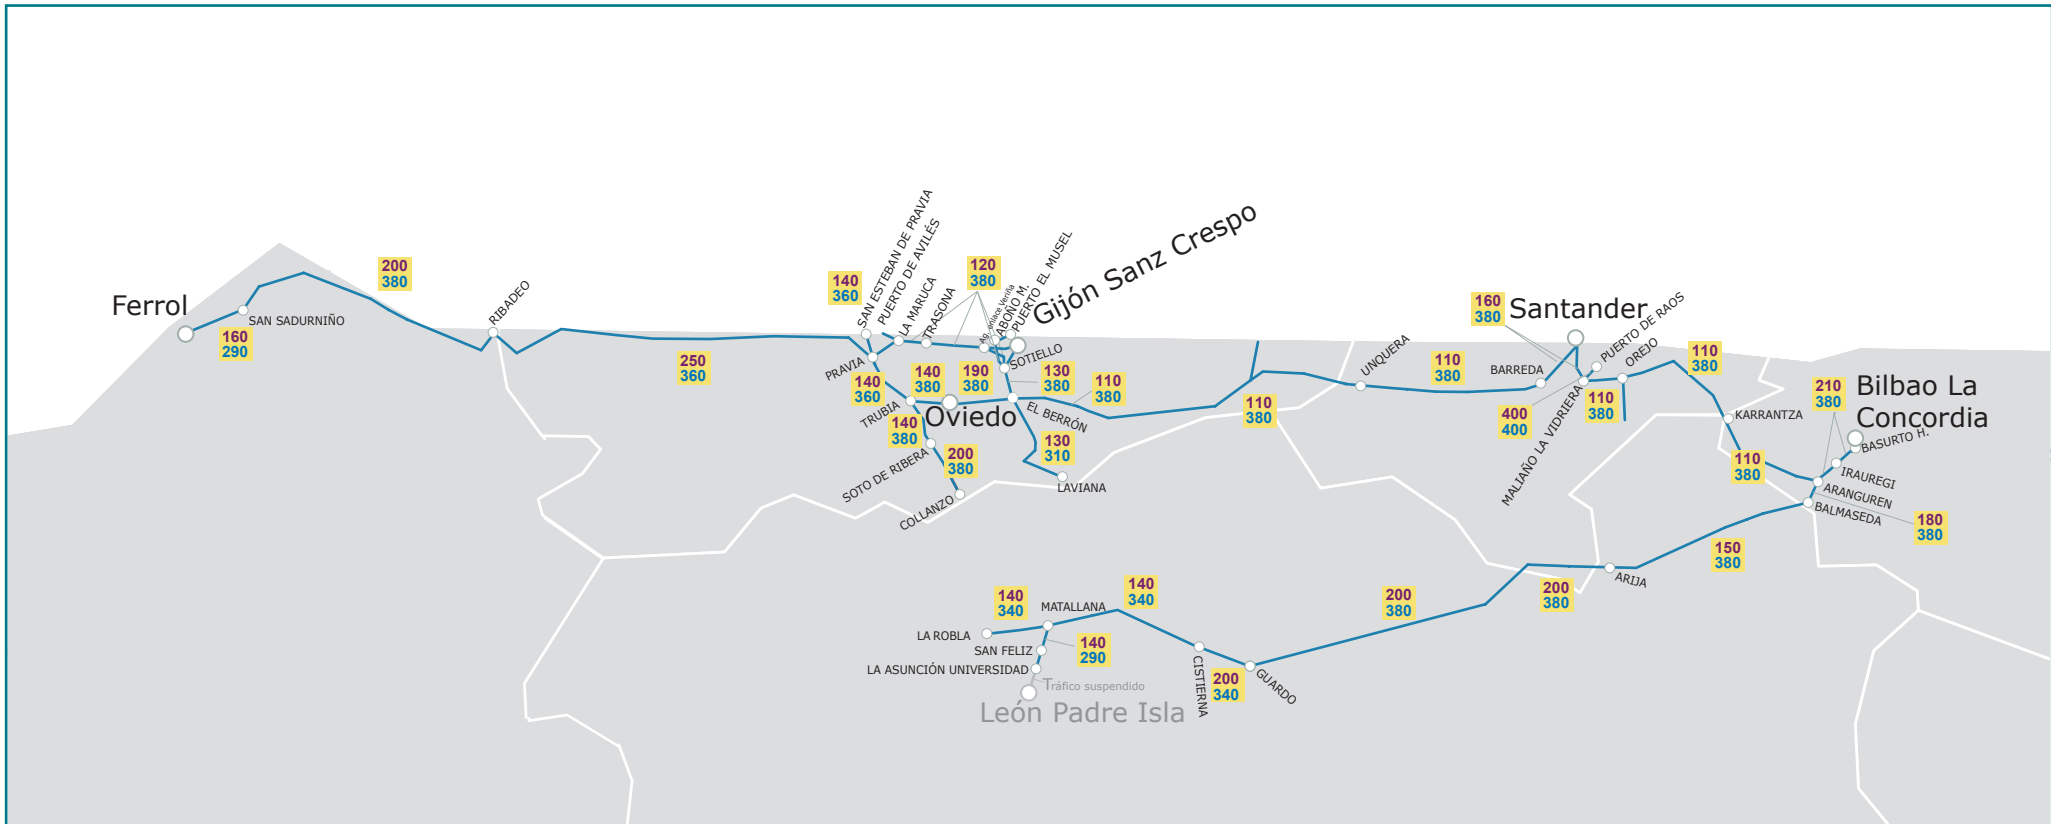 Ferrol
160
290
SAN SADURNIÑO
200
380
RIBADEO
250
360
140
360
SAN ESTEBAN DE PRAVIA
PUERTO DE AVILÉS
LA MARUCA
TRASONA
120
380
Ag. enlace Veriña
ABOÑO M.
PUERTO EL MUSEL
Gijón Sanz Crespo
SOTIELLO
PRAVIA
140
360
140
380
190
380
130
380
110
380
TRUBIA
Oviedo
EL BERRÓN
140
380
SOTO DE RIBERA
200
380
COLLANZO
130
310
LAVIANA
110
380
UNQUERA
110
380
BARREDA
160
380
Santander
PUERTO DE RAOS
OREJO
400
400
MALIAÑO LA VIDRIERA
110
380
110
380
KARRANTZA
110
380
210
380
Bilbao La
Concordia
BASURTO H.
IRAUREGI
ARANGUREN
BALMASEDA
180
380
150
380
ARIJA
200
380
200
380
140
340
MATALLANA
140
340
LA ROBLA
SAN FELIZ
140
290
LA ASUNCIÓN UNIVERSIDAD
Tráfico suspendido
León Padre Isla
CISTIERNA
200
340
GUARDO